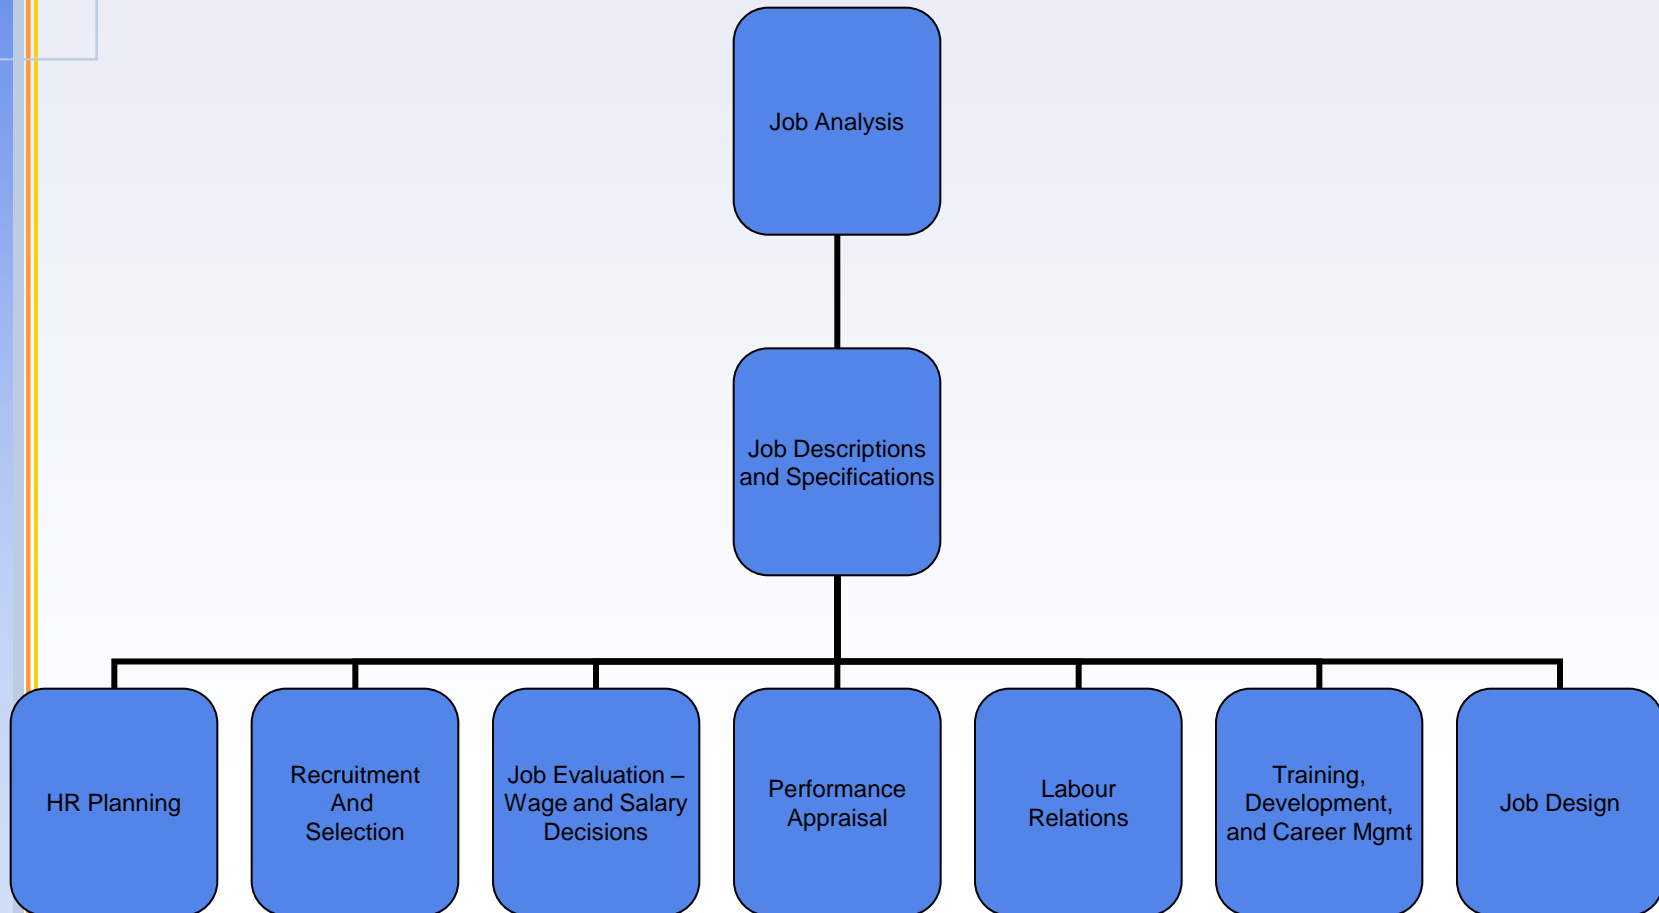 Job Analysis
Job Descriptions
and Specifications
HR Planning
Recruitment
And
Selection
Job Evaluation –
Wage and Salary
Decisions
Performance
Appraisal
Labour
Relations
Training,
Development,
and Career Mgmt
Job Design